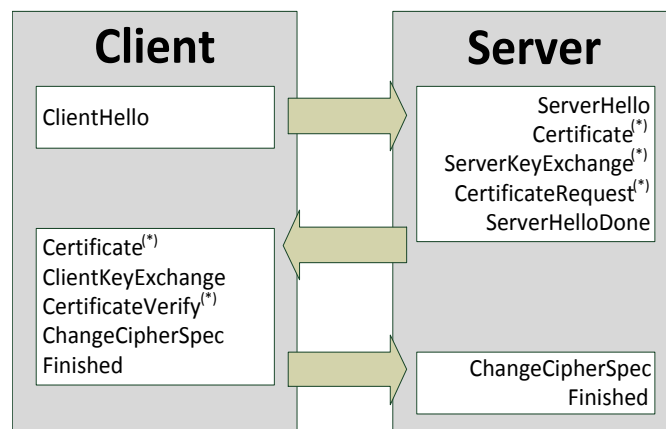 Client
Server
ClientHello
ServerHello
Certificate(*)
ServerKeyExchange(*)
CertificateRequest(*)
ServerHelloDone
Certificate(*)
ClientKeyExchange
CertificateVerify(*)
ChangeCipherSpec
Finished
ChangeCipherSpec
Finished